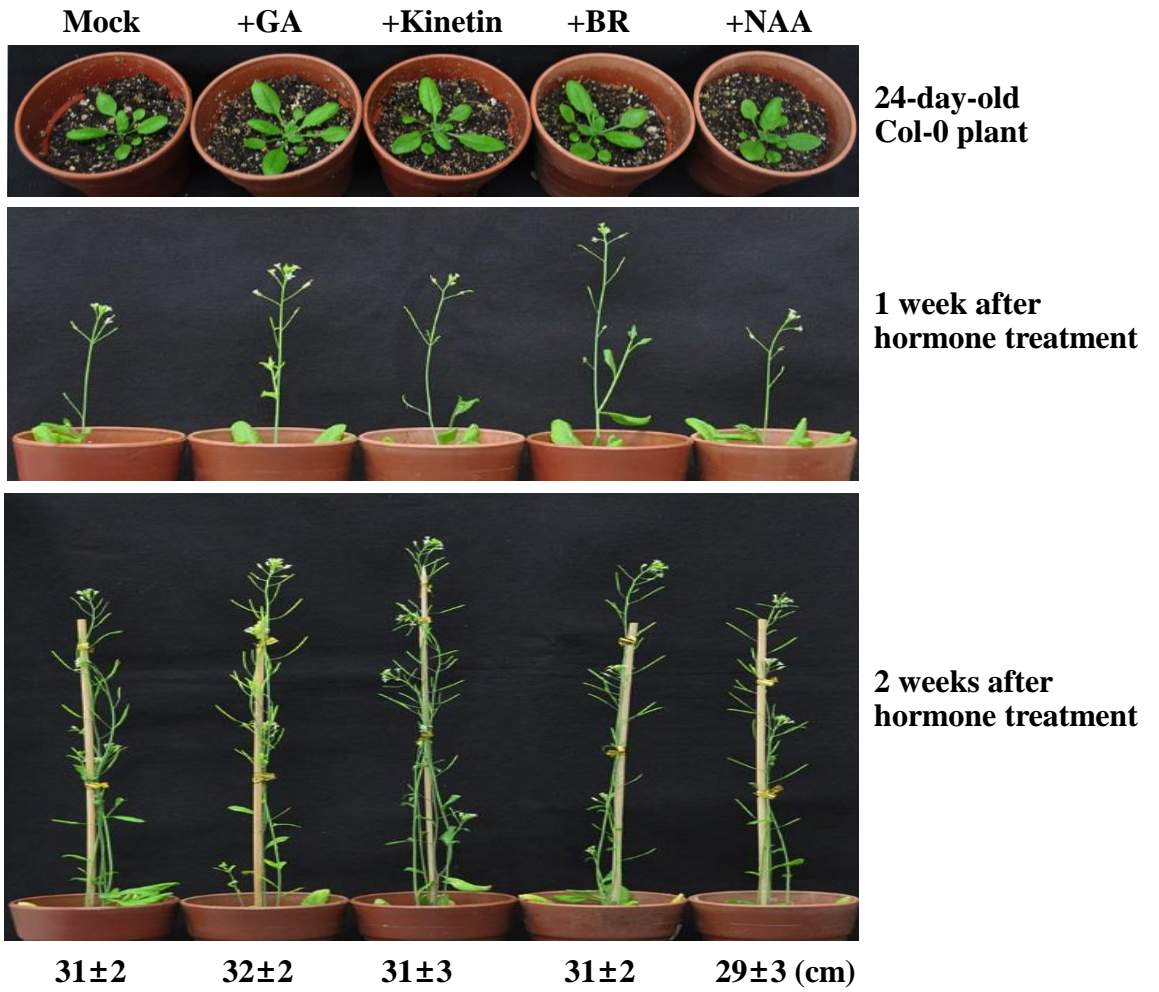 Mock +GA +Kinetin +BR +NAA
24-day-old
Col-0 plant
1 week after
hormone treatment
2 weeks after
hormone treatment
31±2 32±2 31±3 31±2 29±3 (cm)